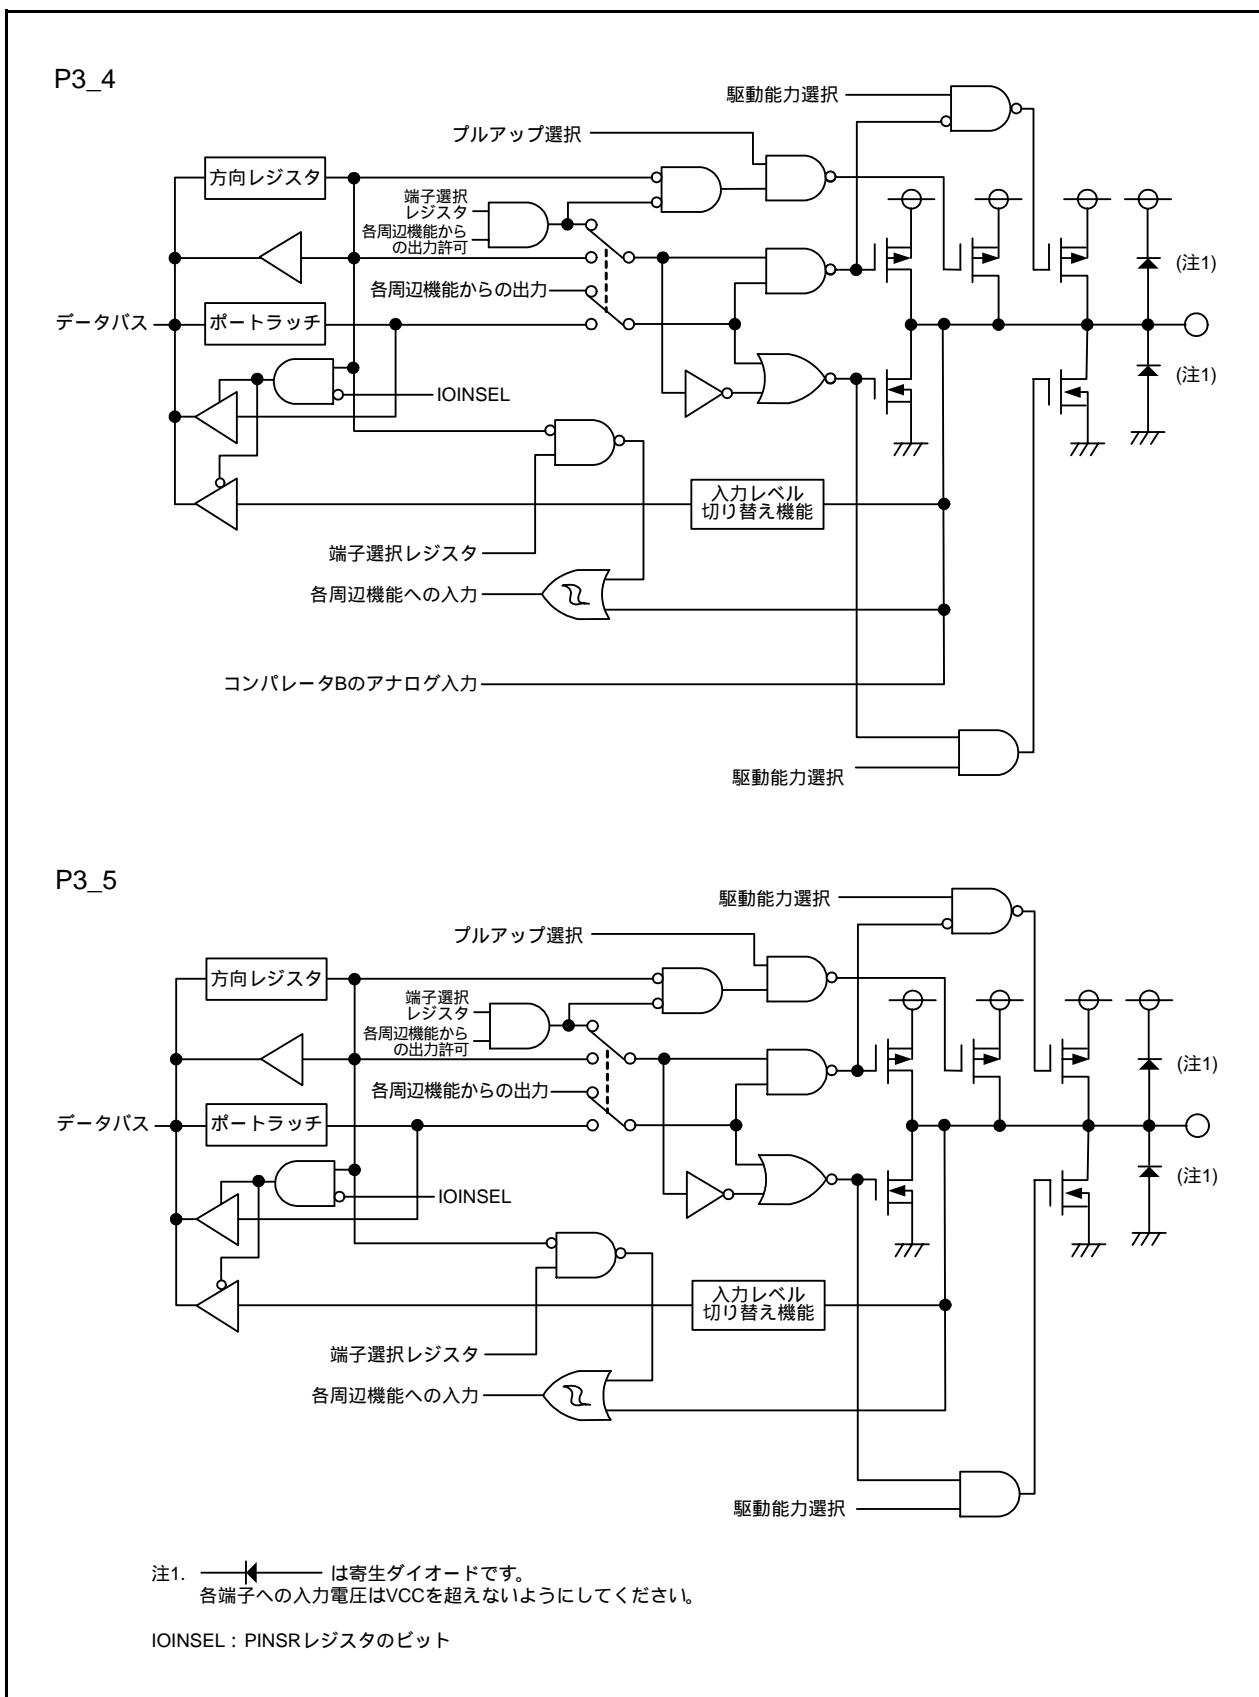 P3_4
駆動能力選択
プルアップ選択
方向レジスタ
端子選択
レジスタ
各周辺機能から
の出力許可
(注1)
各周辺機能からの出力
データバス
ポートラッチ
(注1)
IOINSEL
入力レベル
切り替え機能
端子選択レジスタ
各周辺機能への入力
コンパレータBのアナログ入力
駆動能力選択
P3_5
駆動能力選択
プルアップ選択
方向レジスタ
端子選択
レジスタ
各周辺機能から
の出力許可
(注1)
各周辺機能からの出力
データバス
ポートラッチ
(注1)
IOINSEL
入力レベル
切り替え機能
端子選択レジスタ
各周辺機能への入力
駆動能力選択
注1. は寄生ダイオードです。
各端子への入力電圧はVCCを超えないようにしてください。
IOINSEL : PINSRレジスタのビット